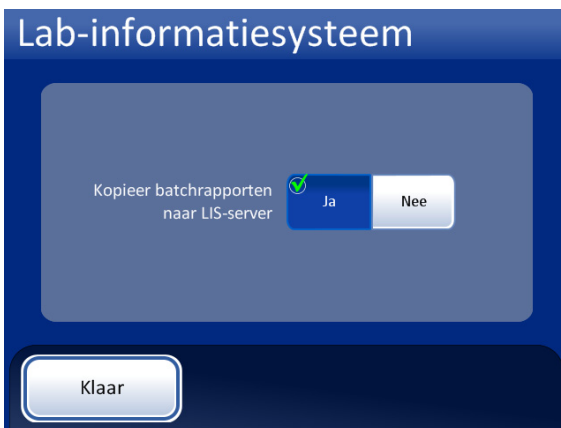 Lab-informatiesysteem
Kopieer batchrapporten
naar LIS-server
Ja
Nee
Klaar